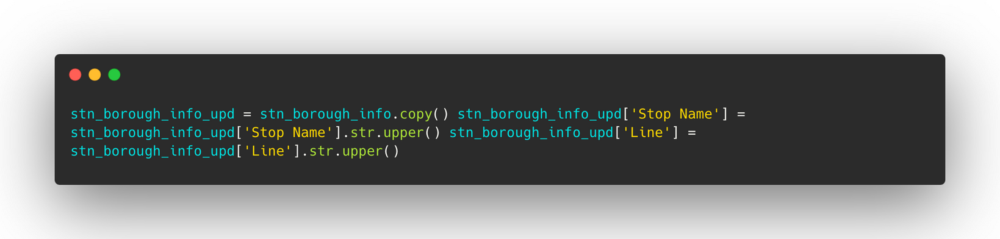 stn_borough_info_upd = stn_borough_info.copy() stn_borough_info_upd['Stop Name'] =
stn_borough_info_upd['Stop Name'].str.upper() stn_borough_info_upd['Line'] =
stn_borough_info_upd['Line'].str.upper()